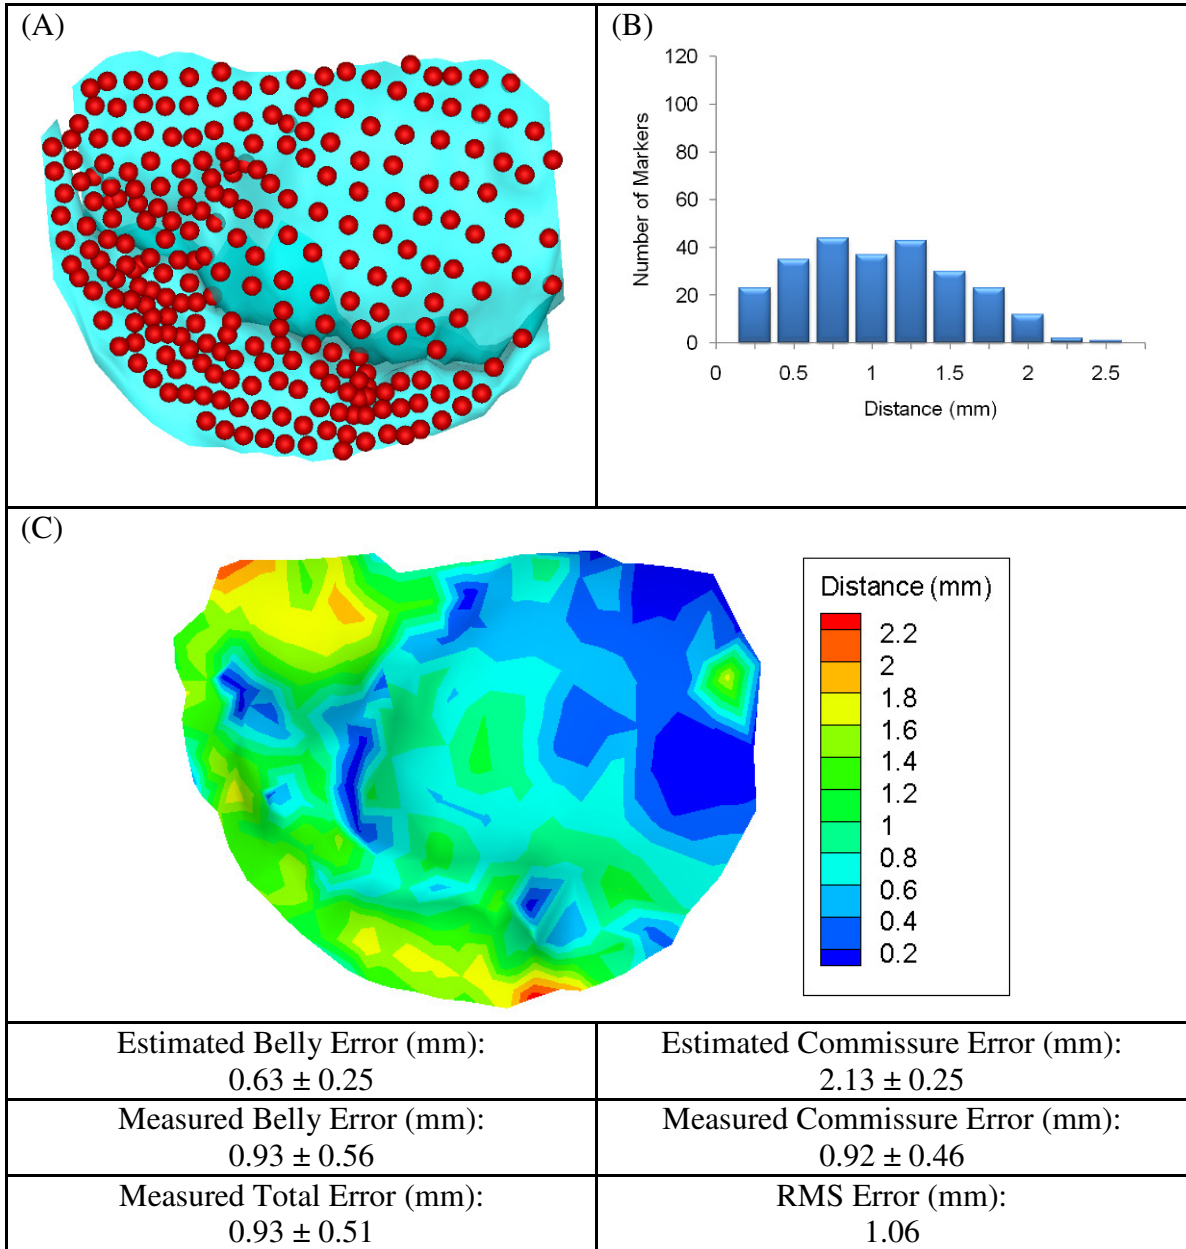 (A)
(B)
120
100
80
60
40
20
0
Number of Markers
0 0.5 1 1.5 2 2.5
Distance (mm)
(C)
Distance (mm)
2.2
2
1.8
1.6
1.4
1.2
1
0.8
0.6
0.4
0.2
Estimated Belly Error (mm):
0.63 ± 0.25
Estimated Commissure Error (mm):
2.13 ± 0.25
Measured Belly Error (mm):
0.93 ± 0.56
Measured Commissure Error (mm):
0.92 ± 0.46
Measured Total Error (mm):
0.93 ± 0.51
RMS Error (mm):
1.06